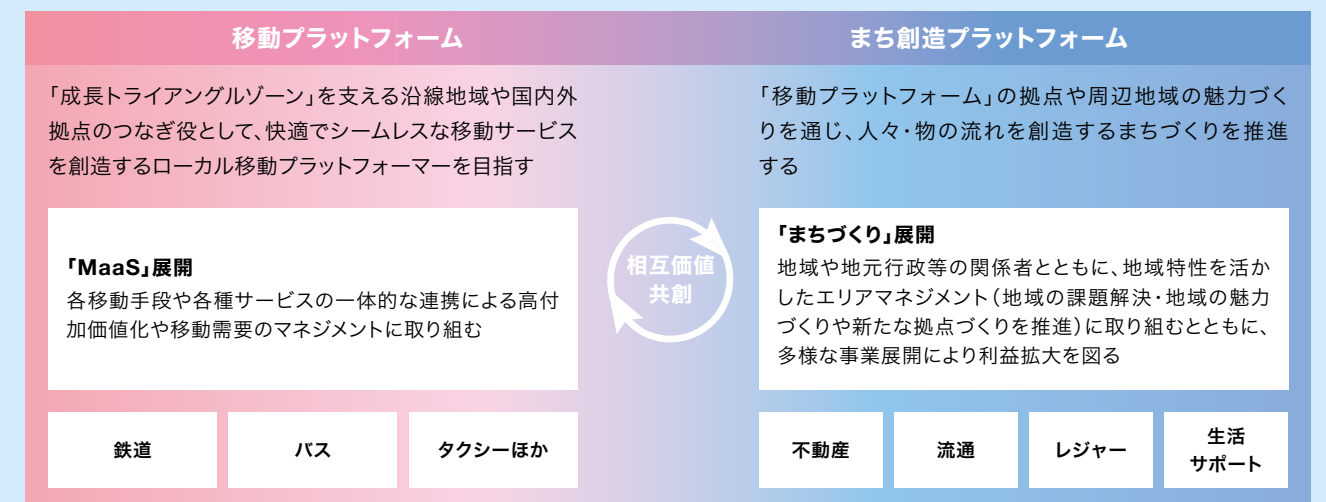 移動プラットフォーム
「成長トライアングルゾーン」を支える沿線地域や国内外
拠点のつなぎ役として、快適でシームレスな移動サービス
を創造するローカル移動プラットフォーマーを目指す
「MaaS」展開
各移動手段や各種サービスの一体的な連携による高付
加価値化や移動需要のマネジメントに取り組む
鉄道
バス
タクシーほか
相互価値
共創
まち創造プラットフォーム
「移動プラットフォーム」の拠点や周辺地域の魅力づく
りを通じ、人々・物の流れを創造するまちづくりを推進
する
「まちづくり」展開
地域や地元行政等の関係者とともに、地域特性を活か
したエリアマネジメント（地域の課題解決・地域の魅力
づくりや新たな拠点づくりを推進）に取り組むとともに、
多様な事業展開により利益拡大を図る
不動産
流通
レジャー
生活
サポート